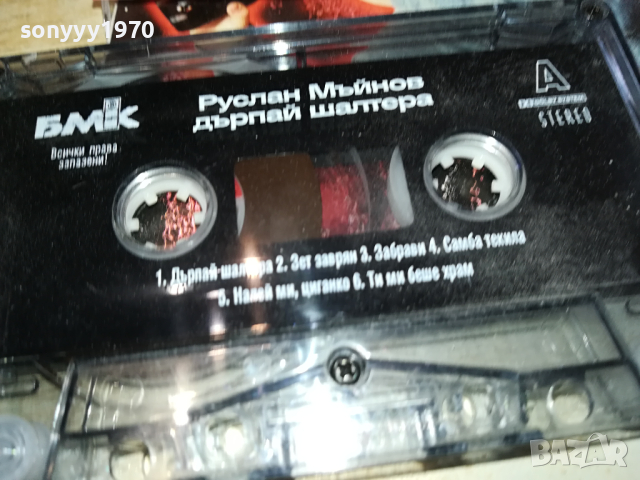 sonyyy1970
БМК
Всички права
запазени!
Руслан Мъйнов
дърпай шалтера
A
STEREO
1. Дърпай шалтера 2. Зет заврян 3. Забрави 4. Самба текила
5. Налей ми, циганко 6. Ти ми беше храм
BAZAR
bg